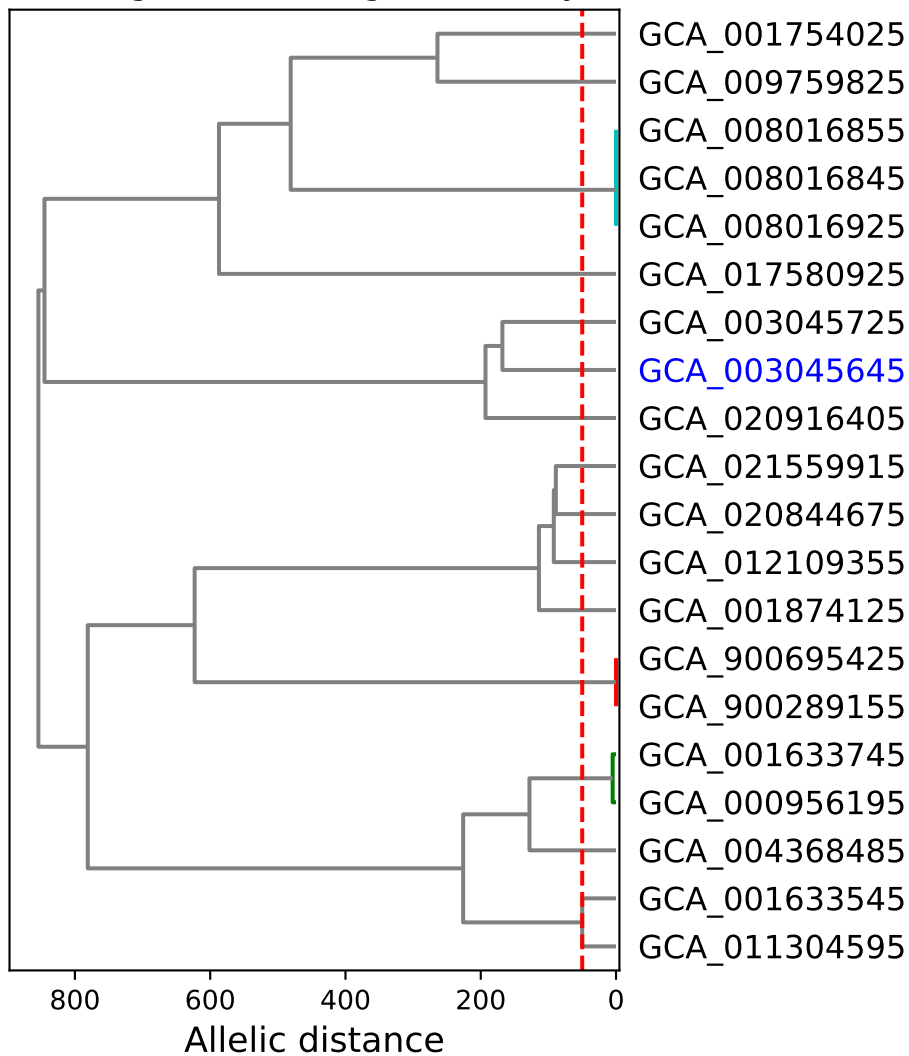 GCA_001754025
GCA_009759825
GCA_008016855
GCA_008016845
GCA_008016925
GCA_017580925
GCA_003045725
GCA_003045645
GCA_020916405
GCA_021559915
GCA_020844675
GCA_012109355
GCA_001874125
GCA_900695425
GCA_900289155
GCA_001633745
GCA_000956195
GCA_004368485
GCA_001633545
GCA_011304595
800 600 400 200 0
Allelic distance